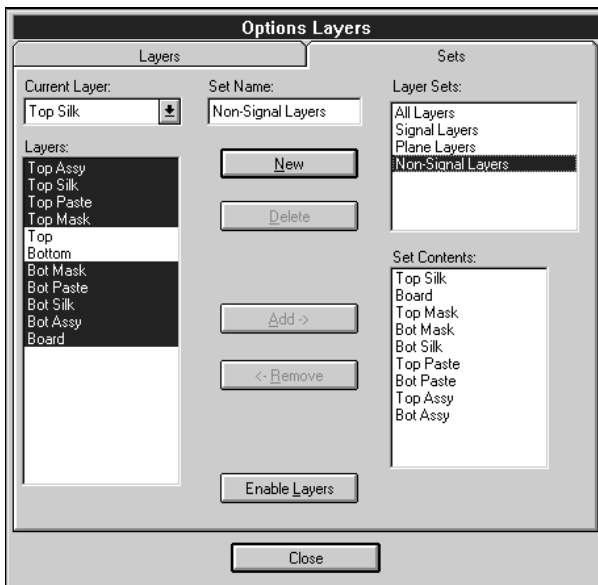 Options Layers
Layers
Sets
Current Layer:
Top Silk
Set Name:
Non-Signal Layers
Layer Sets:
All Layers
Signal Layers
Plane Layers
Non-Signal Layers
Layers:
Top Assy
Top Silk
Top Paste
Top Mask
Top
Bottom
Bot Mask
Bot Paste
Bot Silk
Bot Assy
Board
New
Delete
Add ->
<- Remove
Enable Layers
Set Contents:
Top Silk
Board
Top Mask
Bot Mask
Bot Silk
Top Paste
Bot Paste
Top Assy
Bot Assy
Close